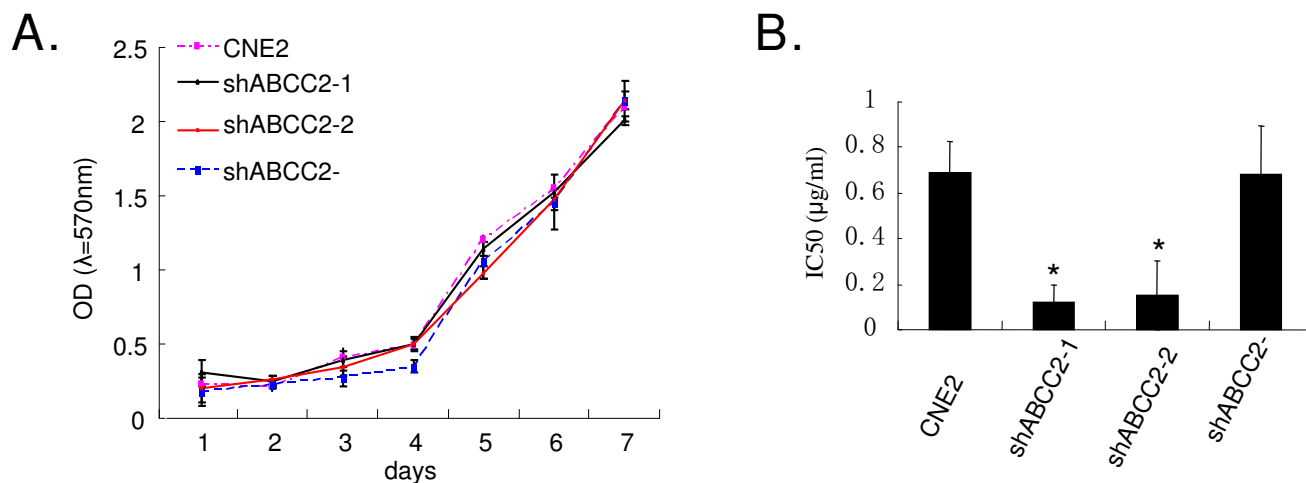 A.
2.5
2
1.5
1
0.5
0
OD (λ=570nm)
CNE2
shABCC2-1
shABCC2-2
shABCC2-
1 2 3 4 5 6 7
days
B.
1
0.8
0.6
0.4
0.2
0
IC50 (μg/ml)
*
*
CNE2
shABCC2-1
shABCC2-2
shABCC2-